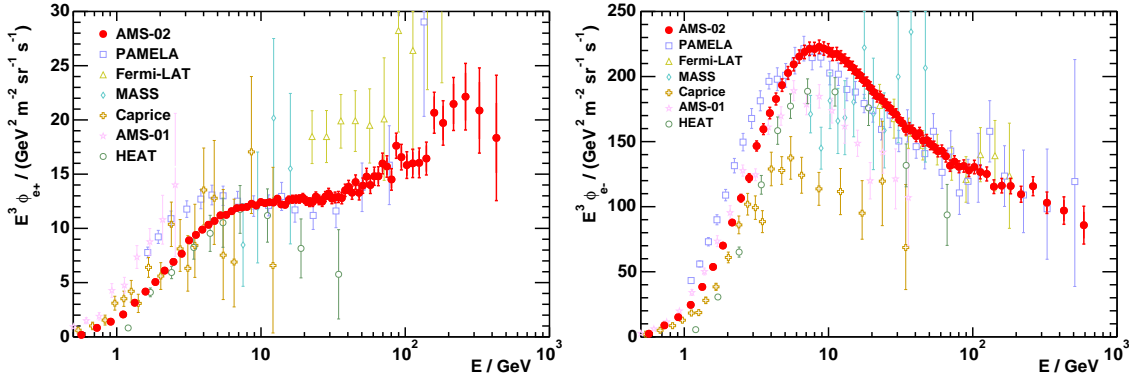 E³ ϕe+ / (GeV² m⁻² sr⁻¹ s⁻¹)
30
25
20
15
10
5
0
AMS-02
PAMELA
Fermi-LAT
MASS
Caprice
AMS-01
HEAT
1
10
10²
10³
E / GeV
E³ ϕe- / (GeV² m⁻² sr⁻¹ s⁻¹)
250
200
150
100
50
0
AMS-02
PAMELA
Fermi-LAT
MASS
Caprice
AMS-01
HEAT
1
10
10²
10³
E / GeV